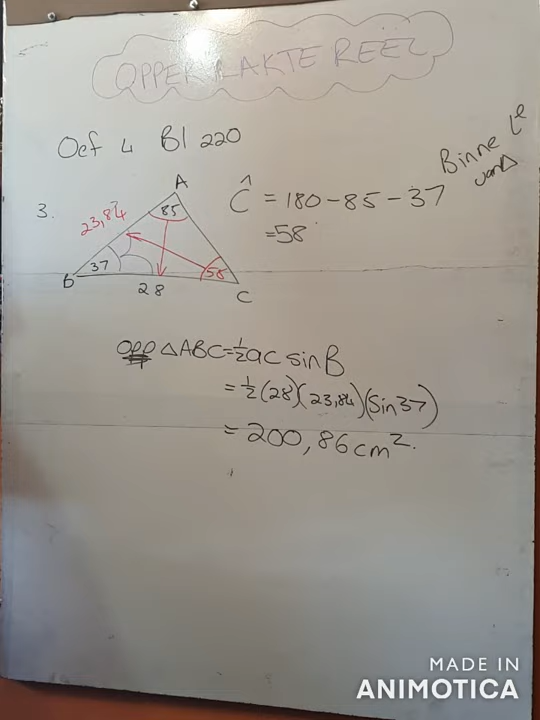 OPPERVLAKTE REËL
Oef 4 Bl 220
Binne Le
van Δ
3.
A
85
23,84
37
58
B
28
C
Ĉ = 180 - 85 - 37
= 58
Opp ΔABC = ½ac sin B
= ½(28)(23,84)(sin 37)
= 200,86 cm².
MADE IN
ANIMOTICA